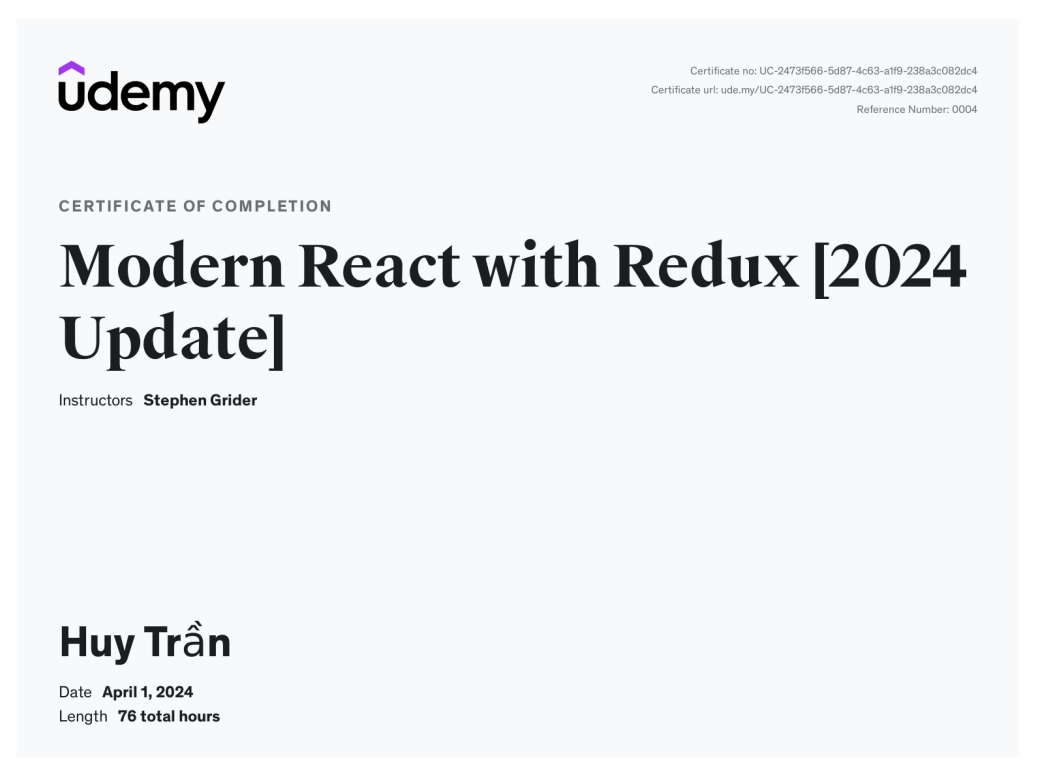 udemy
Certificate no: UC-2473f566-5d87-4c63-a1f9-238a3c082dc4
Certificate url: ude.my/UC-2473f566-5d87-4c63-a1f9-238a3c082dc4
Reference Number: 0004
CERTIFICATE OF COMPLETION
Modern React with Redux [2024
Update]
Instructors Stephen Grider
Huy Trần
Date April 1, 2024
Length 76 total hours